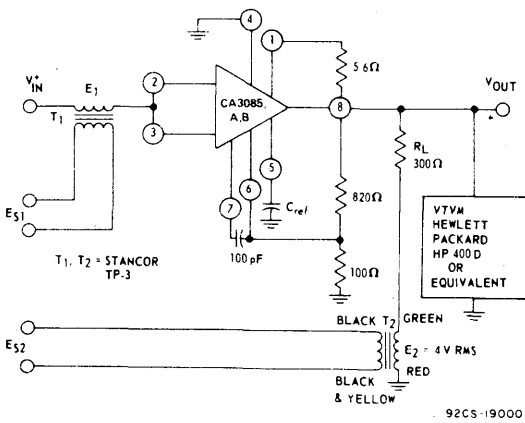 4
1
CA3085,
A,B
5.6Ω
V+IN
E1
T1
2
3
8
VOUT
+
RL
300Ω
5
6
7
Cref
100 pF
820Ω
100Ω
ES1
T1, T2 = STANCOR
TP-3
VTVM
HEWLETT
PACKARD
HP 400 D
OR
EQUIVALENT
ES2
BLACK T2 GREEN
E2 = 4 V RMS
RED
BLACK
& YELLOW
92CS-19000